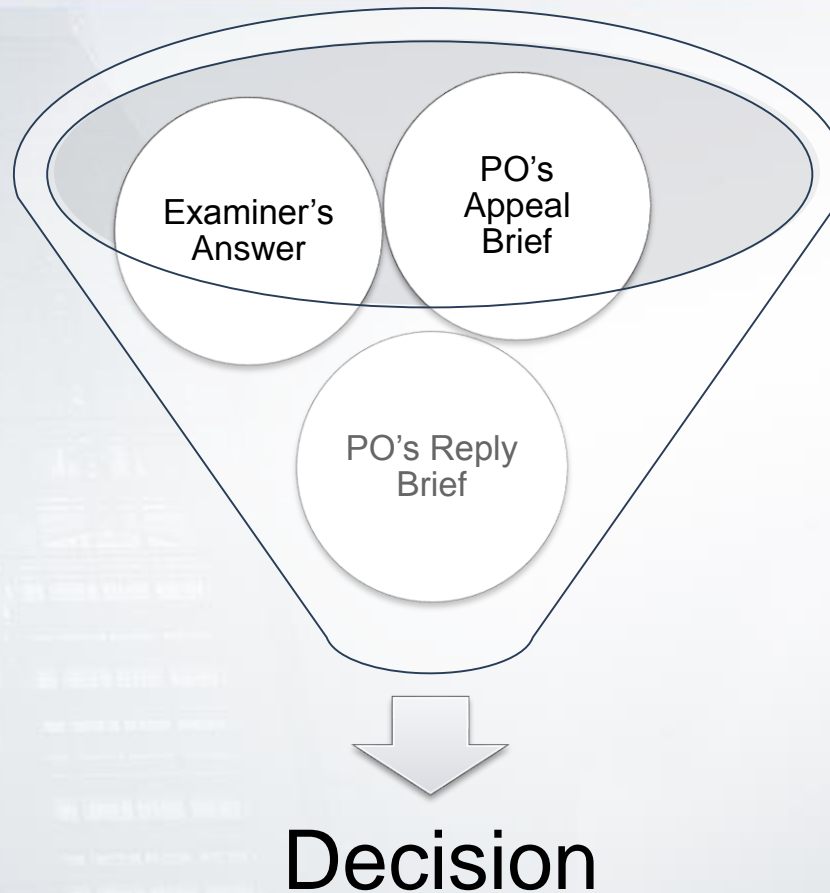 Examiner's
Answer
PO's
Appeal
Brief
PO's Reply
Brief
Decision